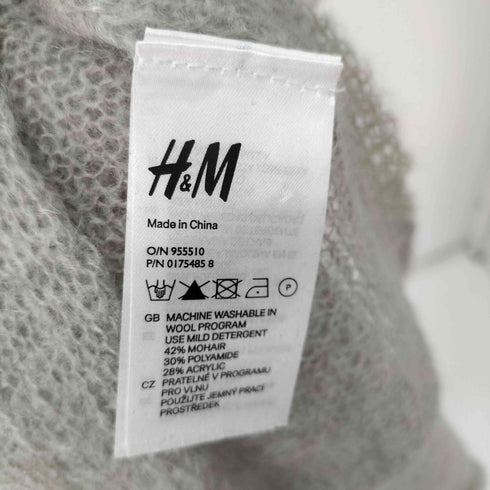 H&M
Made in China
O/N 955510
P/N 0175485 8
P
GB MACHINE WASHABLE IN
WOOL PROGRAM
USE MILD DETERGENT
42% MOHAIR
30% POLYAMIDE
28% ACRYLIC
CZ PRATELNÉ V PROGRAMU
PRO VLNU
POUŽIJTE JEMNÝ PRACÍ
PROSTŘEDEK